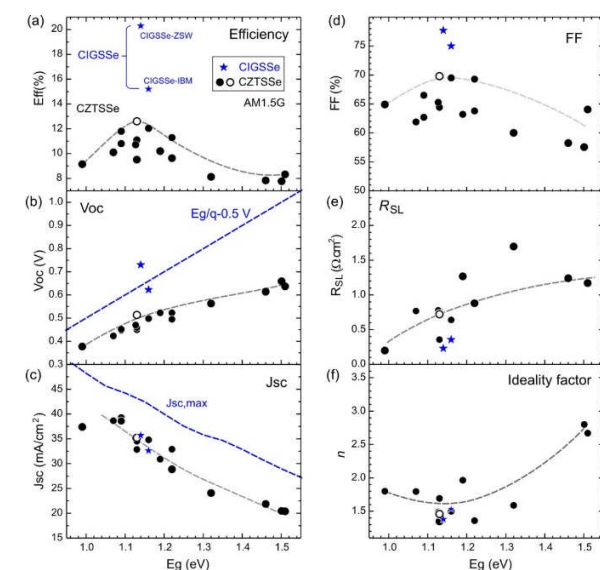 (a)
Efficiency
CIGSSe-ZSW
CIGSSe
CIGSSe-IBM
CZTSSe
CIGSSe
CZTSSe
AM1.5G
Eff(%)
20
18
16
14
12
10
8
(b)
Voc
Eg/q-0.5 V
Voc (V)
1.0
0.9
0.8
0.7
0.6
0.5
0.4
0.3
(c)
Jsc
Jsc,max
Jsc (mA/cm²)
45
40
35
30
25
20
15
1.0 1.1 1.2 1.3 1.4 1.5
Eg (eV)
(d)
FF
FF (%)
80
75
70
65
60
55
50
(e)
RSL
RSL (Ωcm²)
2.0
1.5
1.0
0.5
0.0
(f)
Ideality factor
n
3.0
2.5
2.0
1.5
1.0
1.0 1.1 1.2 1.3 1.4 1.5
Eg (eV)